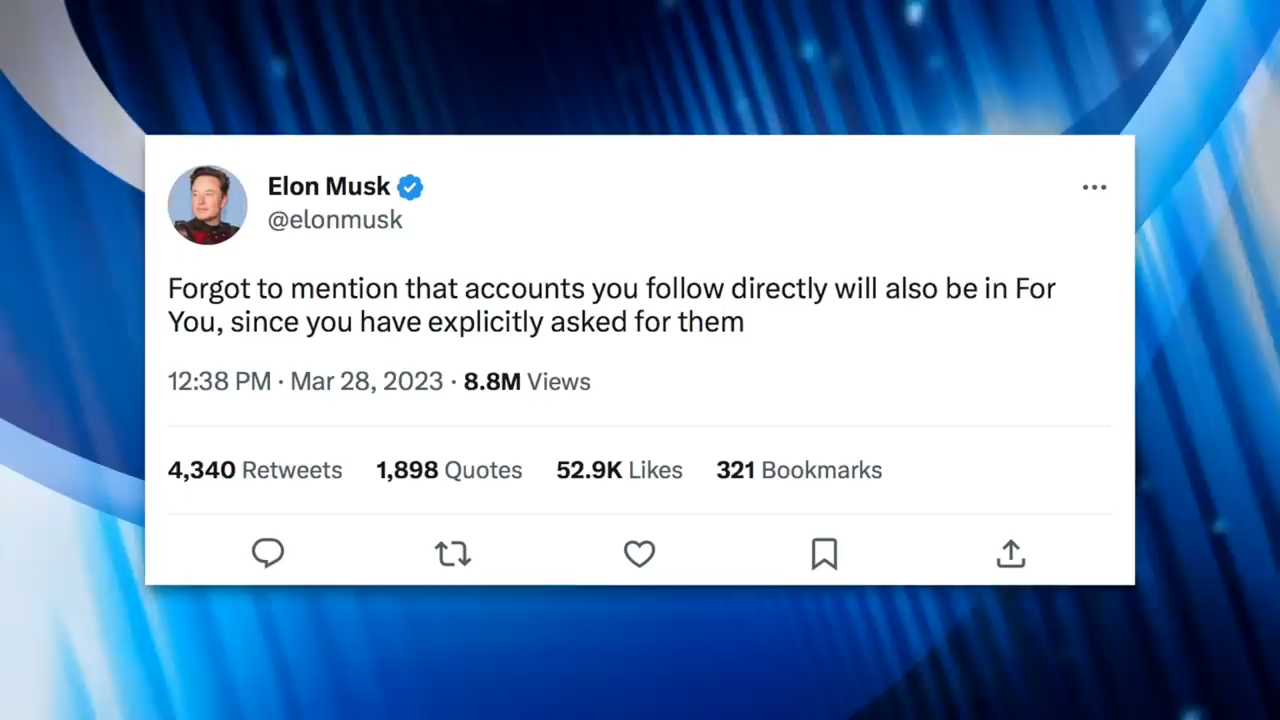 Elon Musk
@elonmusk
Forgot to mention that accounts you follow directly will also be in For
You, since you have explicitly asked for them
12:38 PM · Mar 28, 2023 · 8.8M Views
4,340 Retweets 1,898 Quotes 52.9K Likes 321 Bookmarks